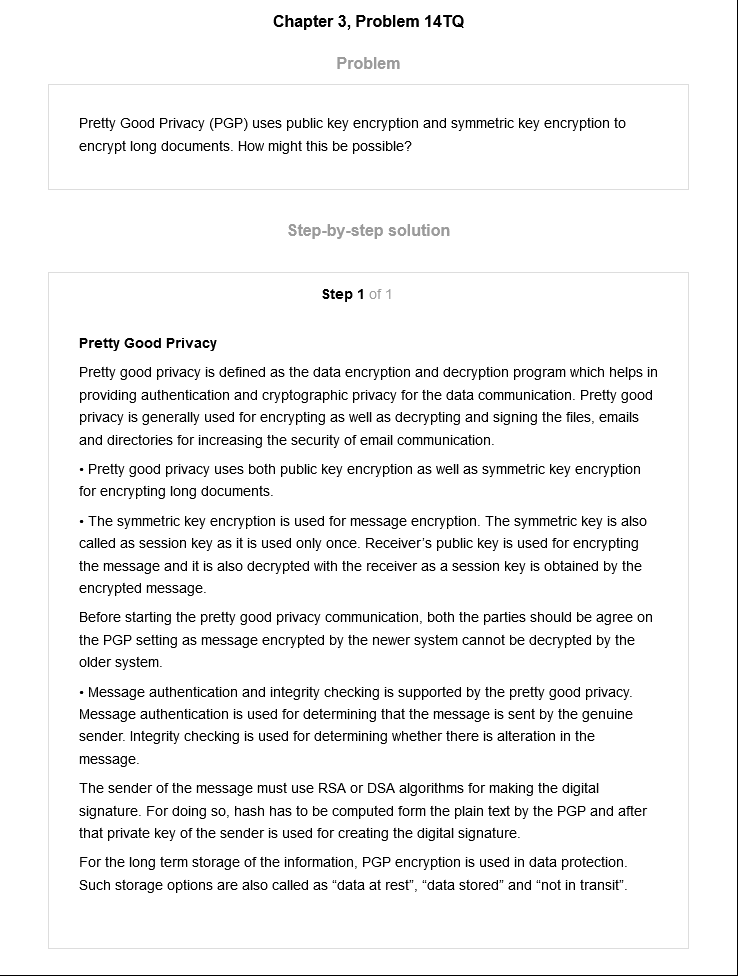 Chapter 3, Problem 14TQ
Problem
Pretty Good Privacy (PGP) uses public key encryption and symmetric key encryption to
encrypt long documents. How might this be possible?
Step-by-step solution
Step 1 of 1
Pretty Good Privacy
Pretty good privacy is defined as the data encryption and decryption program which helps in
providing authentication and cryptographic privacy for the data communication. Pretty good
privacy is generally used for encrypting as well as decrypting and signing the files, emails
and directories for increasing the security of email communication.
• Pretty good privacy uses both public key encryption as well as symmetric key encryption
for encrypting long documents.
• The symmetric key encryption is used for message encryption. The symmetric key is also
called as session key as it is used only once. Receiver’s public key is used for encrypting
the message and it is also decrypted with the receiver as a session key is obtained by the
encrypted message.
Before starting the pretty good privacy communication, both the parties should be agree on
the PGP setting as message encrypted by the newer system cannot be decrypted by the
older system.
• Message authentication and integrity checking is supported by the pretty good privacy.
Message authentication is used for determining that the message is sent by the genuine
sender. Integrity checking is used for determining whether there is alteration in the
message.
The sender of the message must use RSA or DSA algorithms for making the digital
signature. For doing so, hash has to be computed form the plain text by the PGP and after
that private key of the sender is used for creating the digital signature.
For the long term storage of the information, PGP encryption is used in data protection.
Such storage options are also called as “data at rest”, “data stored” and “not in transit”.